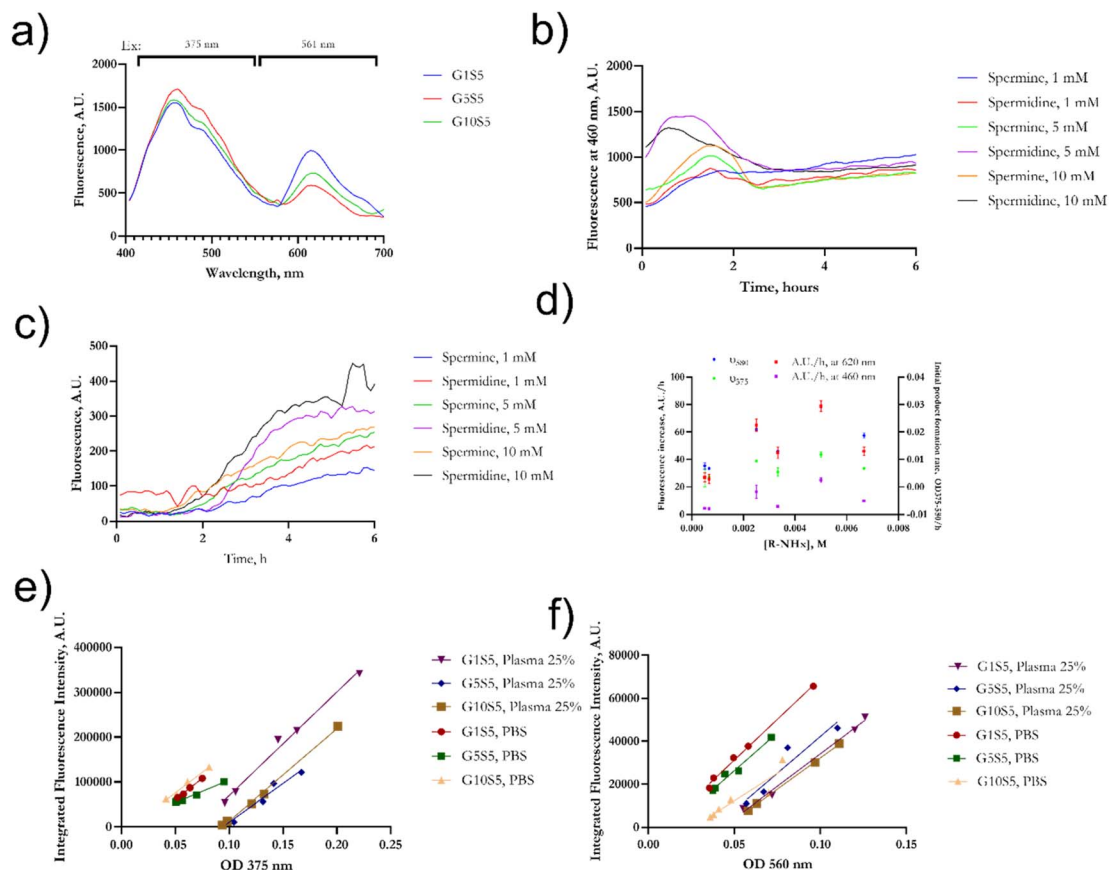 a)
Ex: 375 nm 561 nm
Fluorescence, A.U.
2000
1500
1000
500
0
400 500 600 700
Wavelength, nm
G1S5
G5S5
G10S5
b)
Fluorescence at 460 nm, A.U.
2000
1500
1000
500
0
0 2 4 6
Time, hours
Spermine, 1 mM
Spermidine, 1 mM
Spermine, 5 mM
Spermidine, 5 mM
Spermine, 10 mM
Spermidine, 10 mM
c)
Fluorescence, A.U.
500
400
300
200
100
0
0 2 4 6
Time, h
Spermine, 1 mM
Spermidine, 1 mM
Spermine, 5 mM
Spermidine, 5 mM
Spermine, 10 mM
Spermidine, 10 mM
d)
A.U./h, at 620 nm
υ575 A.U./h, at 460 nm
Fluorescence increase, A.U./h
100
80
60
40
20
0
0.000 0.002 0.004 0.006 0.008
[R-NHx], M
0.04
0.03
0.02
0.01
0.00
-0.01
Initial product formation rate, OD375-590/h
e)
Integrated Fluorescence Intensity, A.U.
400000
300000
200000
100000
0
0.00 0.05 0.10 0.15 0.20 0.25
OD 375 nm
G1S5, Plasma 25%
G5S5, Plasma 25%
G10S5, Plasma 25%
G1S5, PBS
G5S5, PBS
G10S5, PBS
f)
Integrated Fluorescence Intensity, A.U.
80000
60000
40000
20000
0
0.00 0.05 0.10 0.15
OD 560 nm
G1S5, Plasma 25%
G5S5, Plasma 25%
G10S5, Plasma 25%
G1S5, PBS
G5S5, PBS
G10S5, PBS